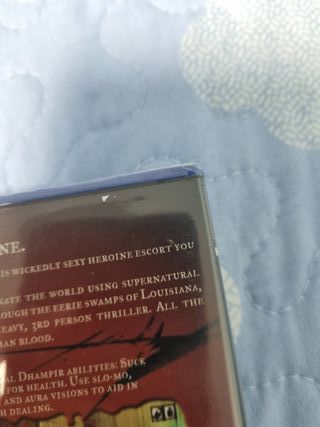 NE.
IS WICKEDLY SEXY HEROINE ESCORT YOU
NATE THE WORLD USING SUPERNATURAL
OUGH THE EERIE SWAMPS OF LOUISIANA,
EAVY, 3RD PERSON THRILLER. ALL THE
MAN BLOOD.
AL DHAMPIR ABILITIES: SUCK
FOR HEALTH. USE SLO-MO,
AND AURA VISIONS TO AID IN
H DEALING.